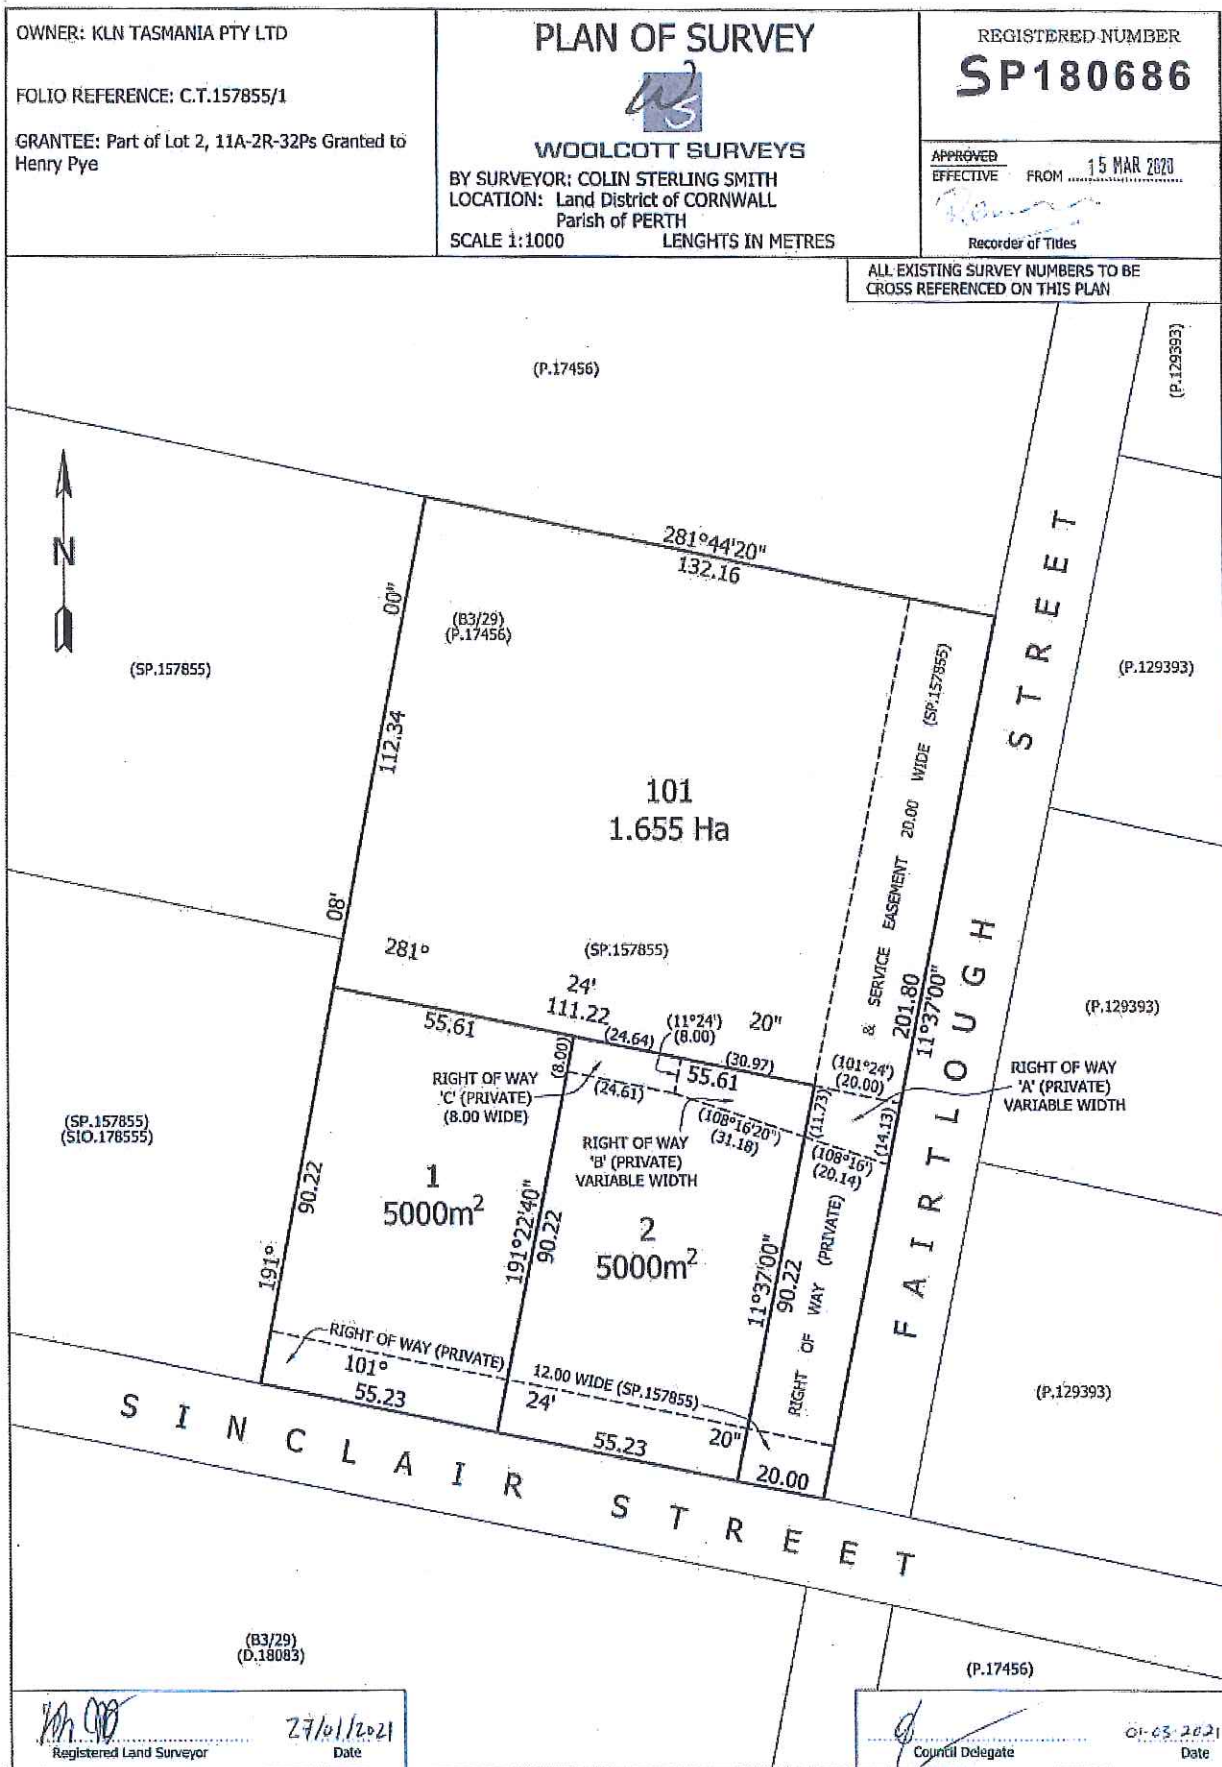 OWNER: KLN TASMANIA PTY LTD
FOLIO REFERENCE: C.T.157855/1
GRANTEE: Part of Lot 2, 11A-2R-32Ps Granted to
Henry Pye
PLAN OF SURVEY
WS
WOOLCOTT SURVEYS
BY SURVEYOR: COLIN STERLING SMITH
LOCATION: Land District of CORNWALL
Parish of PERTH
SCALE 1:1000 LENGHTS IN METRES
REGISTERED NUMBER
SP180686
APPROVED
EFFECTIVE FROM 15 MAR 2020
Recorder of Titles
ALL EXISTING SURVEY NUMBERS TO BE
CROSS REFERENCED ON THIS PLAN
(P.17456)
(P.129393)
N
281°44'20"
132.16
00"
(B3/29)
(P.17456)
(SP.157855)
112.34
(P.129393)
101
1.655 Ha
& SERVICE EASEMENT 20.00 WIDE (SP.157855)
FAIRTLOUGH STREET
08'
281°
(SP.157855)
24'
111.22
20"
55.61
(24.64)
(11°24')
(8.00)
(30.97)
55.61
201.80
11°37'00"
(P.129393)
(101°24')
(20.00)
RIGHT OF WAY
'A' (PRIVATE)
VARIABLE WIDTH
(8.00)
RIGHT OF WAY
'C' (PRIVATE)
(8.00 WIDE)
(24.61)
(108°16'20")
(31.18)
(11.73)
(14.13)
(108°16')
(20.14)
RIGHT OF WAY
'B' (PRIVATE)
VARIABLE WIDTH
(SP.157855)
(SIO.178555)
1
5000m²
90.22
191°
191°22'40"
90.22
2
5000m²
11°37'00"
90.22
RIGHT OF WAY (PRIVATE)
RIGHT OF WAY (PRIVATE)
12.00 WIDE (SP.157855)
101°
55.23
24'
55.23
20"
20.00
(P.129393)
SINCLAIR STREET
(B3/29)
(D.18083)
(P.17456)
27/01/2021
Registered Land Surveyor Date
01-03-2021
Council Delegate Date